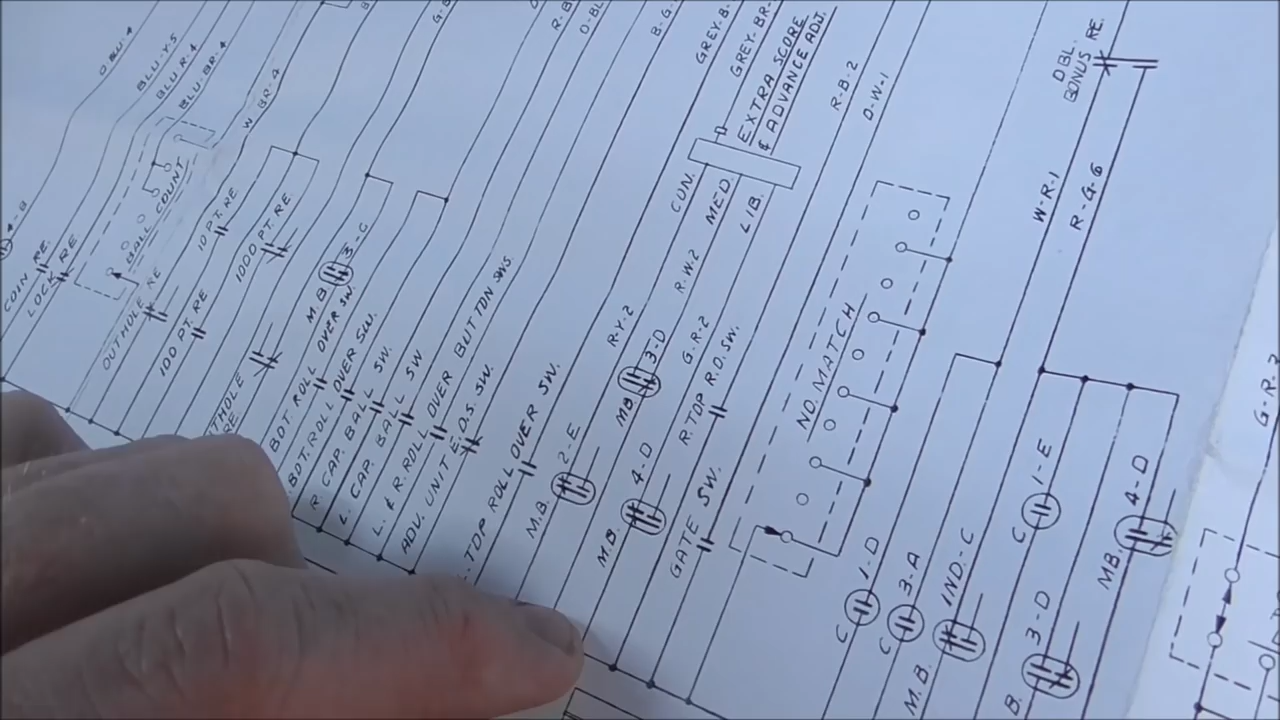 O-BLU-4
BLU-Y-5
BLU-R-4
BLU-BR-4
W-BR-4
COIN RE.
LOCK RE
BALL COUNT
OUTHOLE RE
10 PT. RE
100 PT. RE
1000 PT. RE
RE.
M.B 3-C
BOT. ROLL OVER SW.
BOT. ROLL OVER SW.
R CAP. BALL SW.
L. CAP. BALL SW
L. & R. ROLL OVER BUTTON SWS
ADV. UNIT E.O.S. SW.
TOP ROLL OVER SW.
GREY-B-
GREY-BR-
EXTRA SCORE
& ADVANCE ADJ.
CON.
MED.
LIB.
R-Y-2
R-W-2
G-R-2
M.B. 2-E
MB 3-D
M.B. 4-D
R. TOP R.O. SW.
GATE SW.
R-B-2
O-W-1
NO. MATCH
DBL.
BONUS RE.
W-R-1
R-G-6
C 1-D
C 3-A
M.B. IND-C
C 1-E
B. 3-D
MB. 4-D